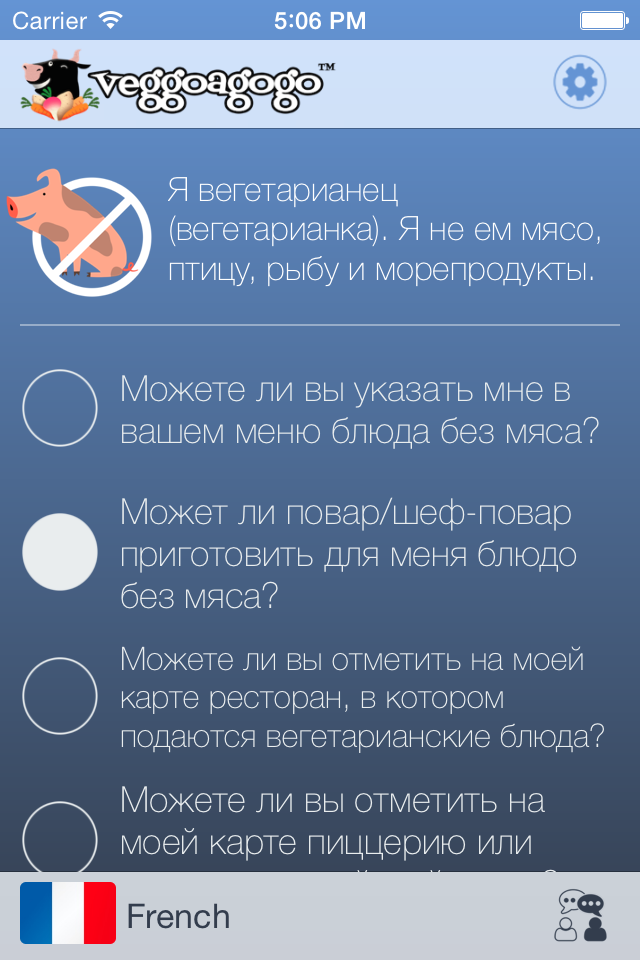 Carrier
5:06 PM
veggoagogo™
Я вегетарианец
(вегетарианка). Я не ем мясо,
птицу, рыбу и морепродукты.
Можете ли вы указать мне в
вашем меню блюда без мяса?
Может ли повар/шеф-повар
приготовить для меня блюдо
без мяса?
Можете ли вы отметить на моей
карте ресторан, в котором
подаются вегетарианские блюда?
Можете ли вы отметить на
моей карте пиццерию или
French